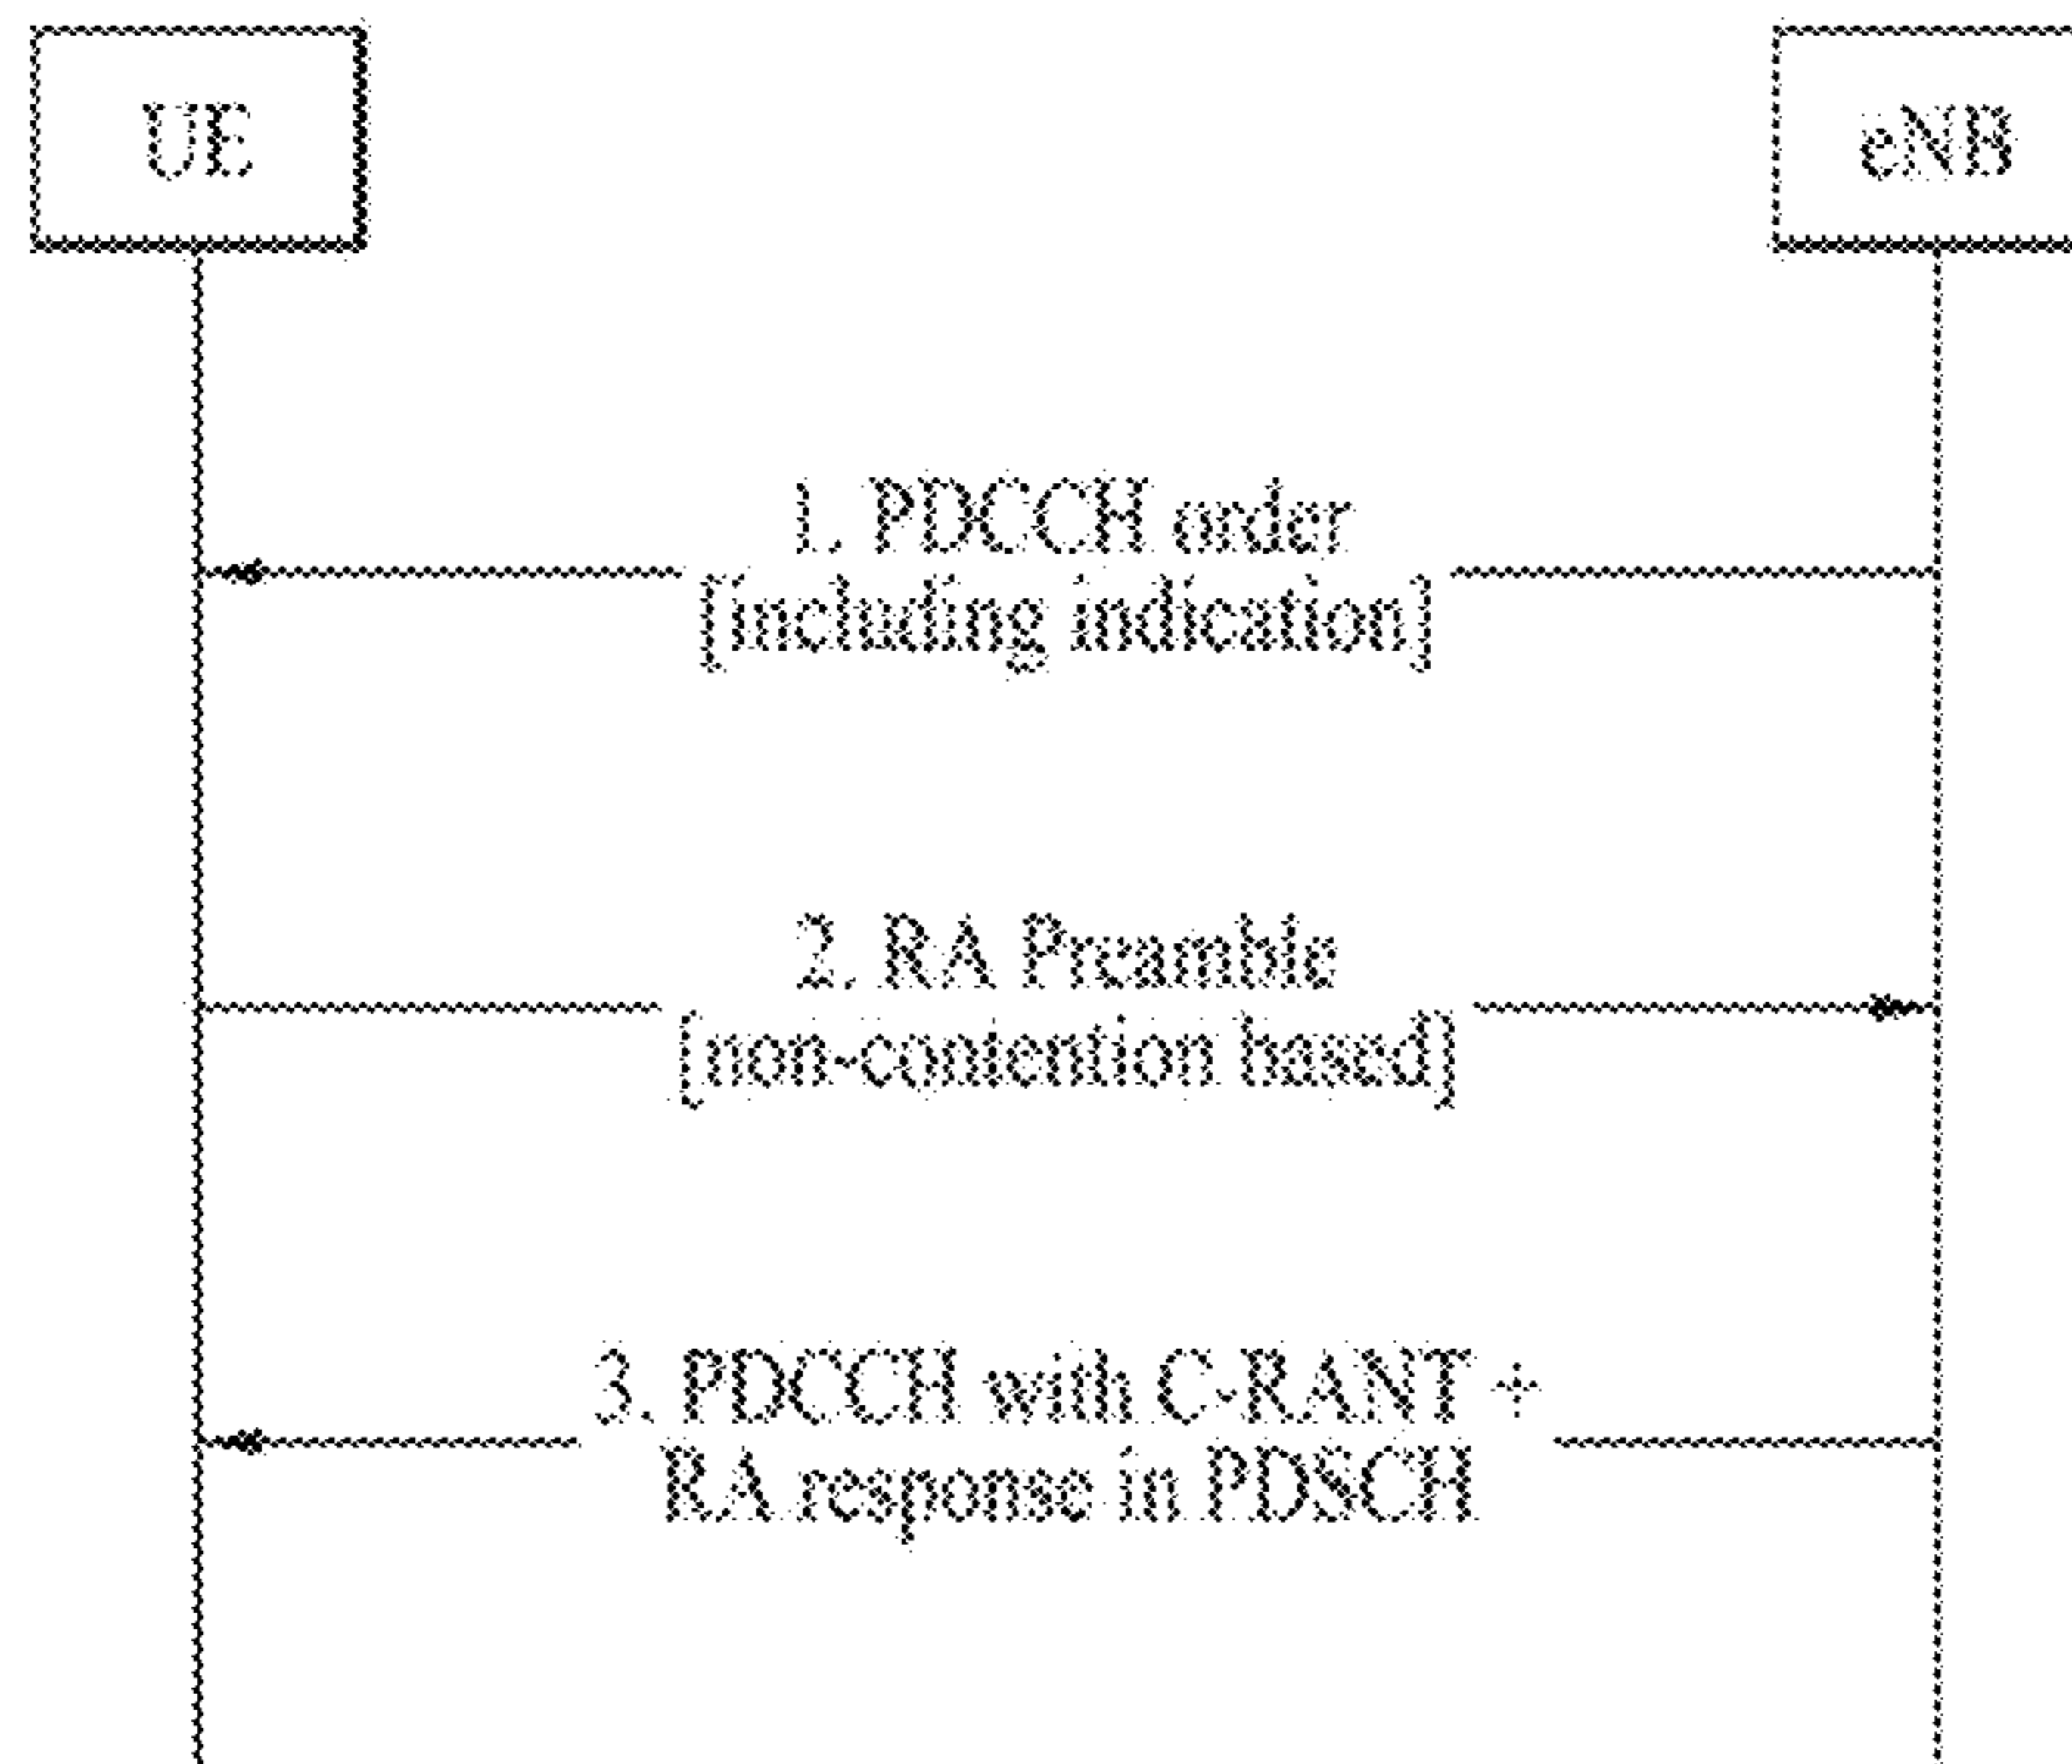 UE
eNB
1. PDCCH order
[including indication]
2. RA Preamble
[non-contention based]
3. PDCCH with C-RANT +
RA response in PDSCH